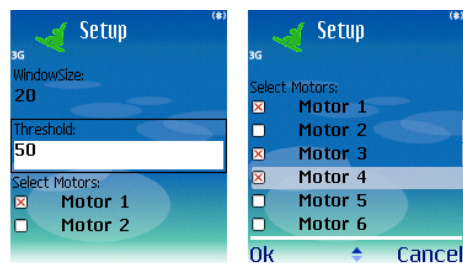 Setup
3G
WindowSize:
20
Threshold:
50
Select Motors:
Motor 1
Motor 2
Setup
3G
Select Motors:
Motor 1
Motor 2
Motor 3
Motor 4
Motor 5
Motor 6
Ok
Cancel